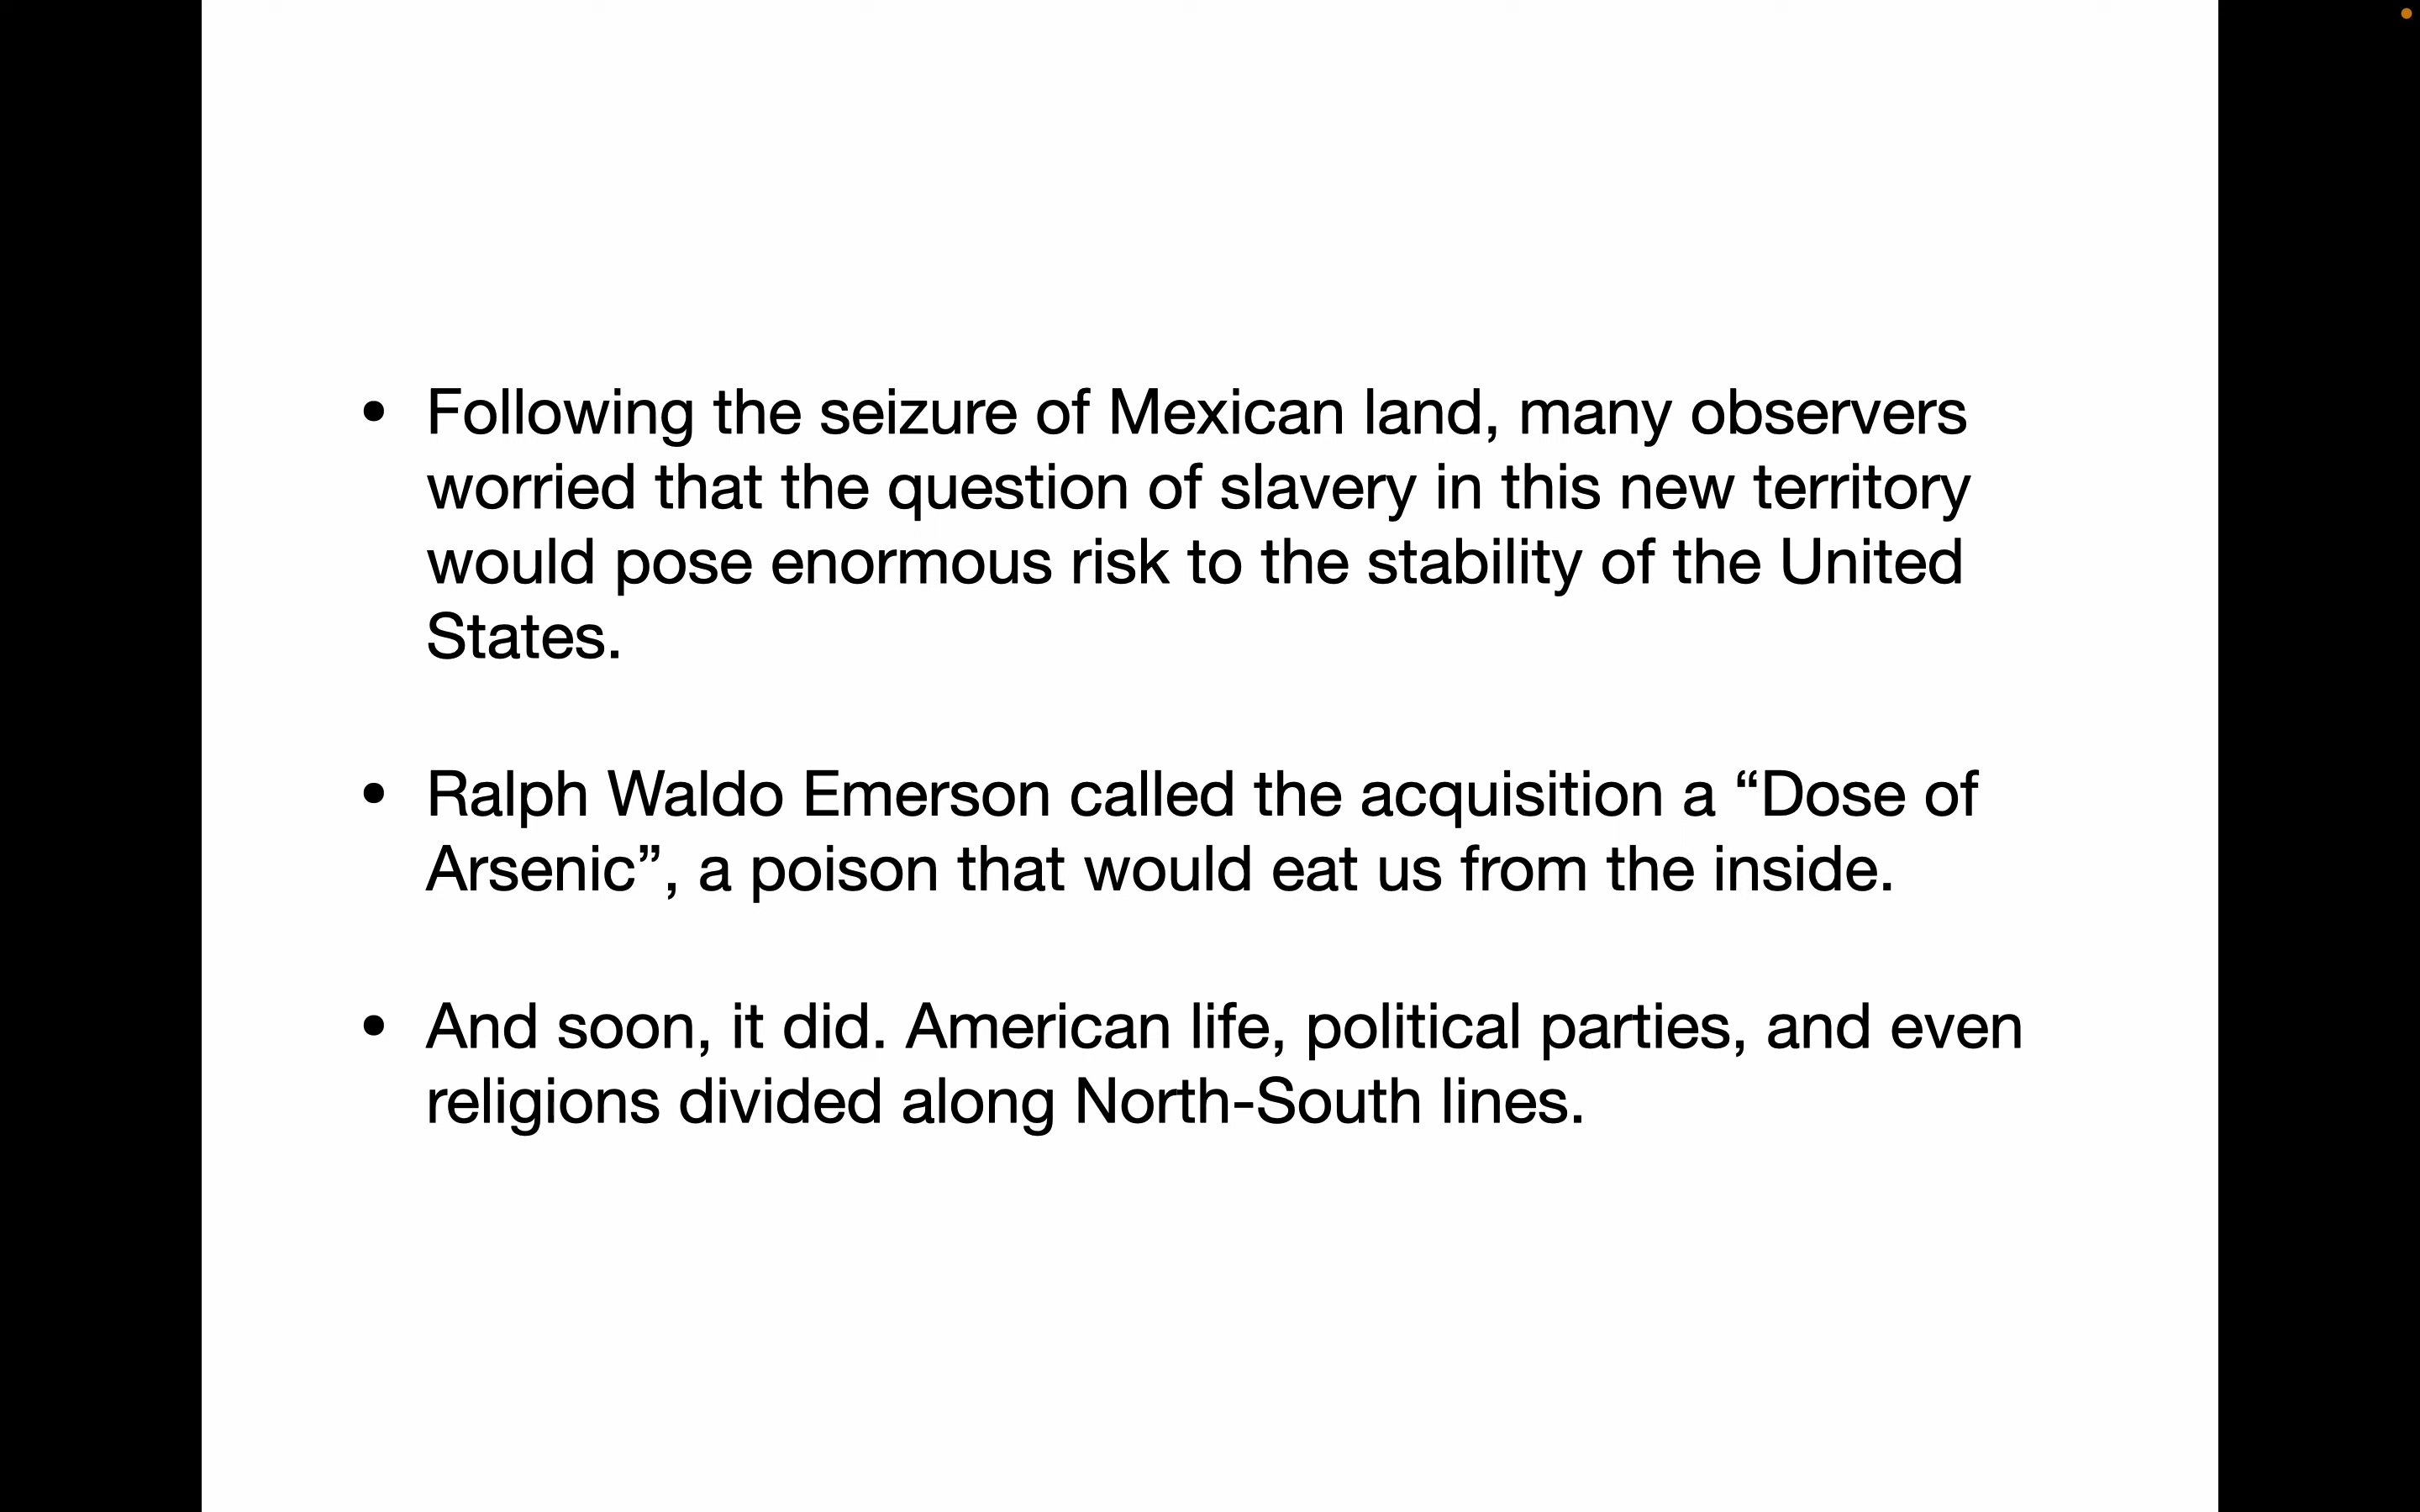 • Following the seizure of Mexican land, many observers
worried that the question of slavery in this new territory
would pose enormous risk to the stability of the United
States.
• Ralph Waldo Emerson called the acquisition a “Dose of
Arsenic”, a poison that would eat us from the inside.
• And soon, it did. American life, political parties, and even
religions divided along North-South lines.